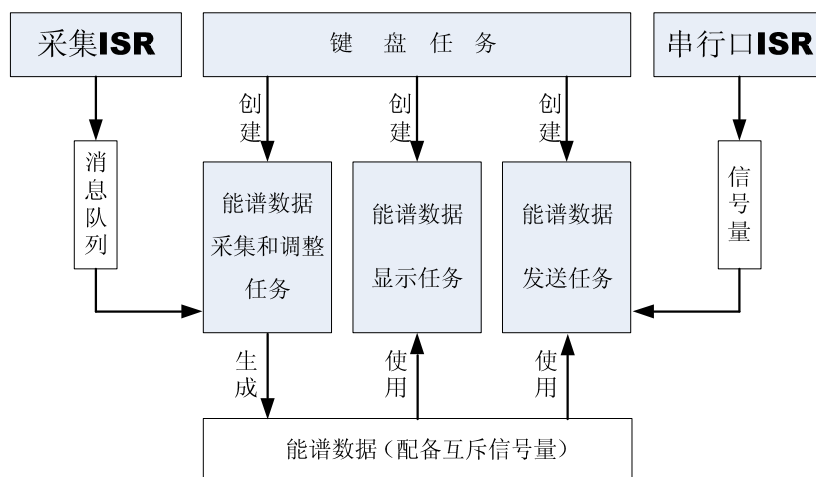 采集ISR
键 盘 任 务
串行口ISR
创建
创建
创建
消息队列
能谱数据
采集和调整
任务
能谱数据
显示任务
能谱数据
发送任务
信号量
生成
使用
使用
能谱数据（配备互斥信号量）